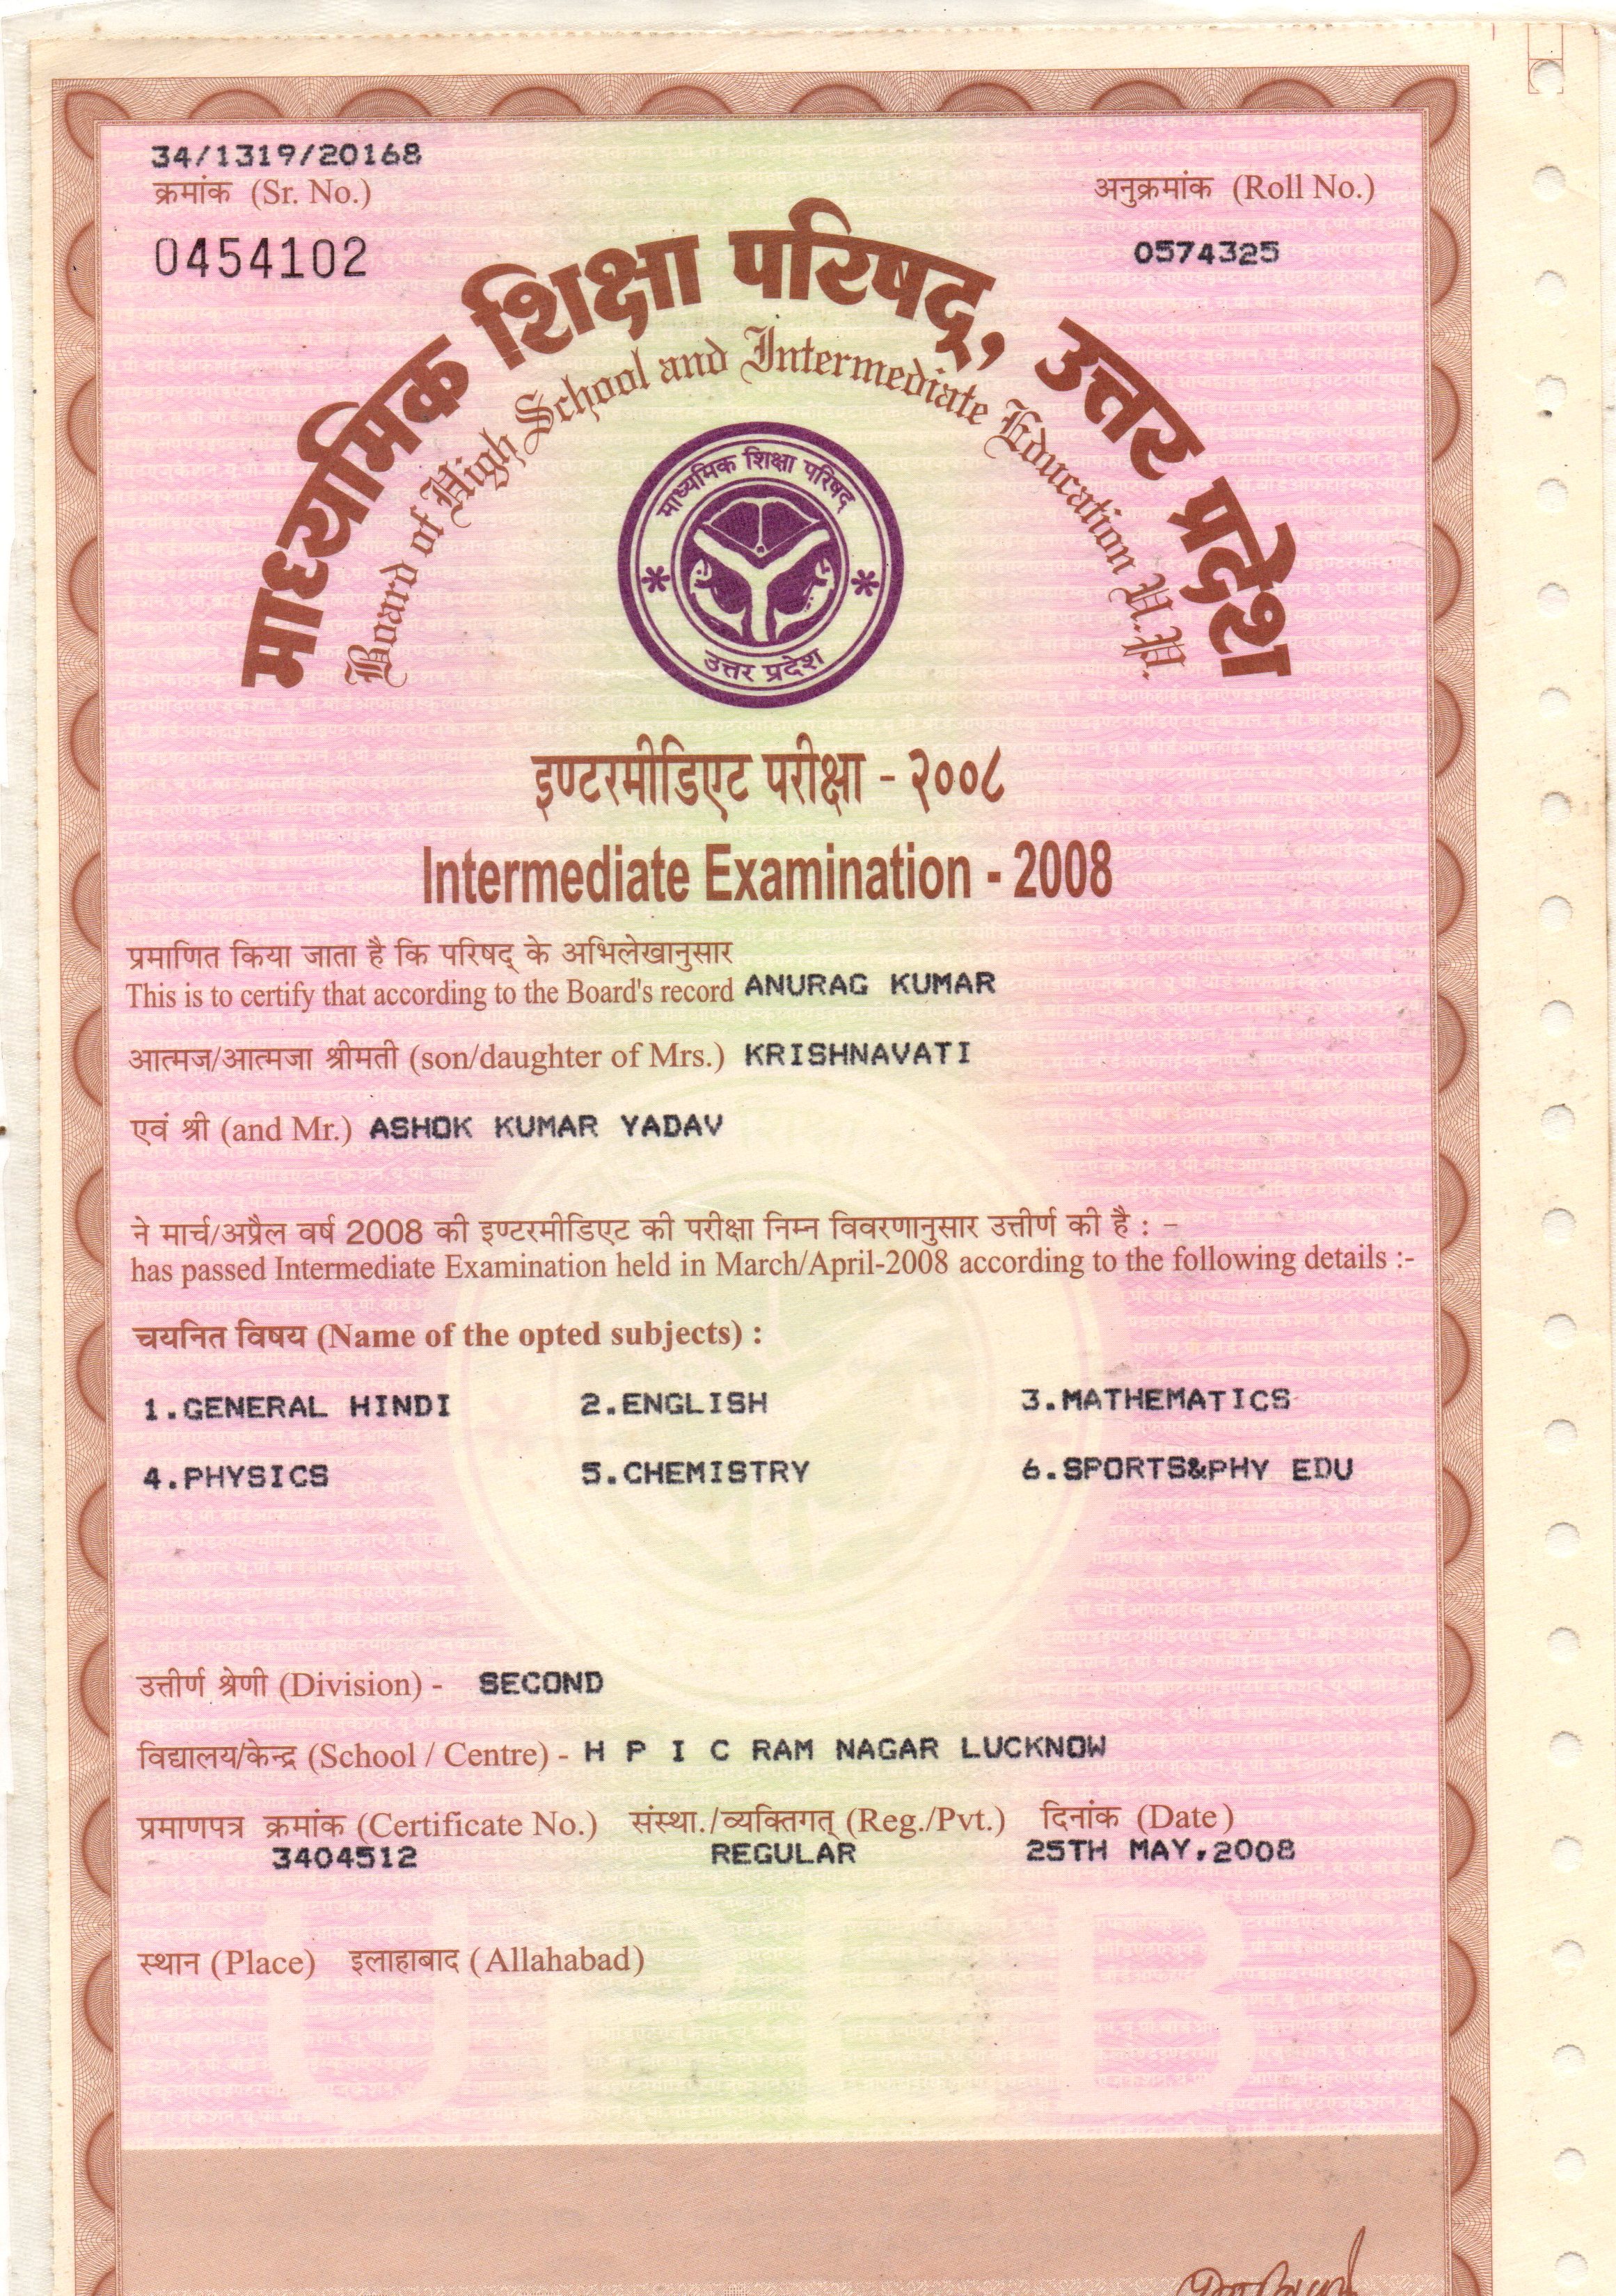 34/1319/20168
क्रमांक (Sr. No.)
अनुक्रमांक (Roll No.)
0454102
0574325
माध्यमिक शिक्षा परिषद्, उत्तर प्रदेश
Board of High School and Intermediate Education U.P.
माध्यमिक शिक्षा परिषद्
उत्तर प्रदेश
इण्टरमीडिएट परीक्षा - २००८
Intermediate Examination - 2008
प्रमाणित किया जाता है कि परिषद् के अभिलेखानुसार
This is to certify that according to the Board's record ANURAG KUMAR
आत्मज/आत्मजा श्रीमती (son/daughter of Mrs.) KRISHNAVATI
एवं श्री (and Mr.) ASHOK KUMAR YADAV
ने मार्च/अप्रैल वर्ष 2008 की इण्टरमीडिएट की परीक्षा निम्न विवरणानुसार उत्तीर्ण की है : –
has passed Intermediate Examination held in March/April-2008 according to the following details :-
चयनित विषय (Name of the opted subjects) :
1.GENERAL HINDI 2.ENGLISH 3.MATHEMATICS
4.PHYSICS 5.CHEMISTRY 6.SPORTS&PHY EDU
उत्तीर्ण श्रेणी (Division) - SECOND
विद्यालय/केन्द्र (School / Centre) - H P I C RAM NAGAR LUCKNOW
प्रमाणपत्र क्रमांक (Certificate No.) संस्था./व्यक्तिगत् (Reg./Pvt.) दिनांक (Date)
3404512 REGULAR 25TH MAY,2008
स्थान (Place) इलाहाबाद (Allahabad)